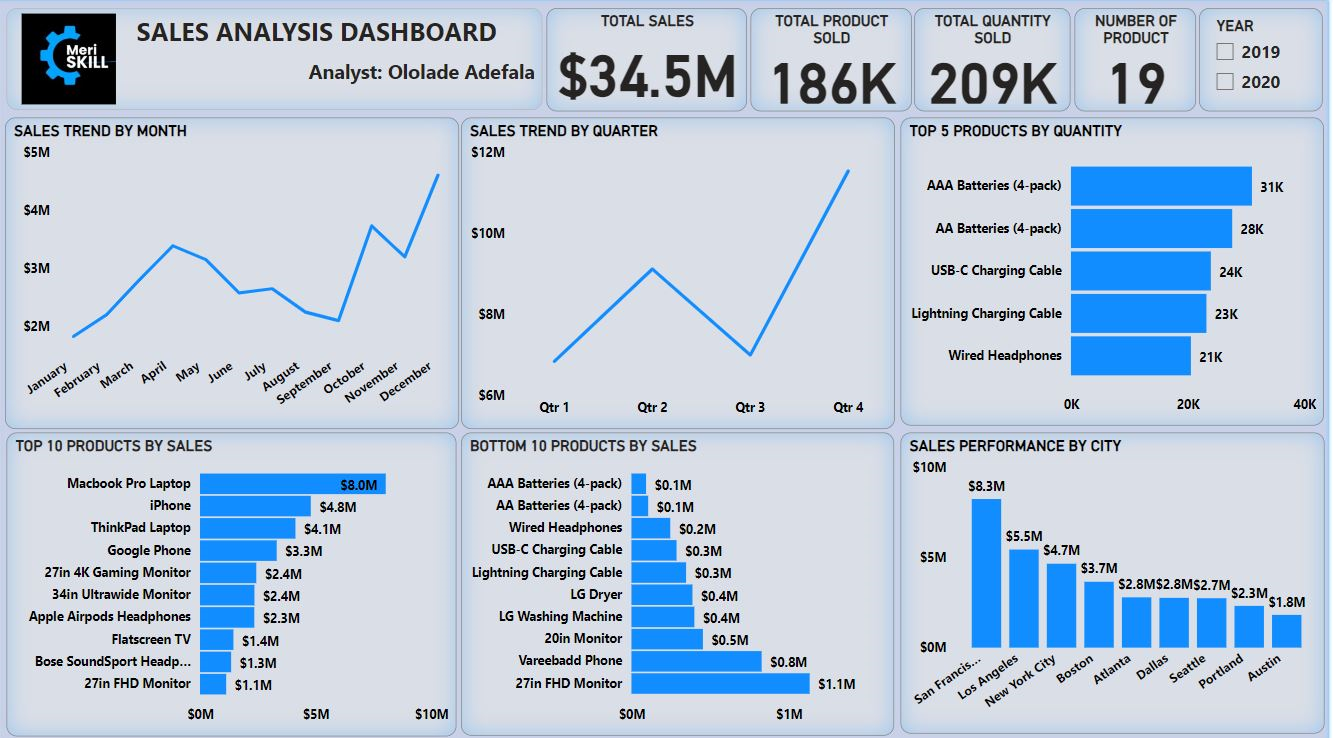 Meri
SKILL
SALES ANALYSIS DASHBOARD
Analyst: Ololade Adefala
TOTAL SALES
$34.5M
TOTAL PRODUCT
SOLD
186K
TOTAL QUANTITY
SOLD
209K
NUMBER OF
PRODUCT
19
YEAR
2019
2020
SALES TREND BY MONTH
$5M
$4M
$3M
$2M
January
February
March
April
May
June
July
August
September
October
November
December
SALES TREND BY QUARTER
$12M
$10M
$8M
$6M
Qtr 1
Qtr 2
Qtr 3
Qtr 4
TOP 5 PRODUCTS BY QUANTITY
AAA Batteries (4-pack) 31K
AA Batteries (4-pack) 28K
USB-C Charging Cable 24K
Lightning Charging Cable 23K
Wired Headphones 21K
0K 20K 40K
TOP 10 PRODUCTS BY SALES
Macbook Pro Laptop $8.0M
iPhone $4.8M
ThinkPad Laptop $4.1M
Google Phone $3.3M
27in 4K Gaming Monitor $2.4M
34in Ultrawide Monitor $2.4M
Apple Airpods Headphones $2.3M
Flatscreen TV $1.4M
Bose SoundSport Headp... $1.3M
27in FHD Monitor $1.1M
$0M $5M $10M
BOTTOM 10 PRODUCTS BY SALES
AAA Batteries (4-pack) $0.1M
AA Batteries (4-pack) $0.1M
Wired Headphones $0.2M
USB-C Charging Cable $0.3M
Lightning Charging Cable $0.3M
LG Dryer $0.4M
LG Washing Machine $0.4M
20in Monitor $0.5M
Vareebadd Phone $0.8M
27in FHD Monitor $1.1M
$0M $1M
SALES PERFORMANCE BY CITY
$10M
$5M
$0M
$8.3M
$5.5M
$4.7M
$3.7M
$2.8M
$2.8M
$2.7M
$2.3M
$1.8M
San Francis...
Los Angeles
New York City
Boston
Atlanta
Dallas
Seattle
Portland
Austin